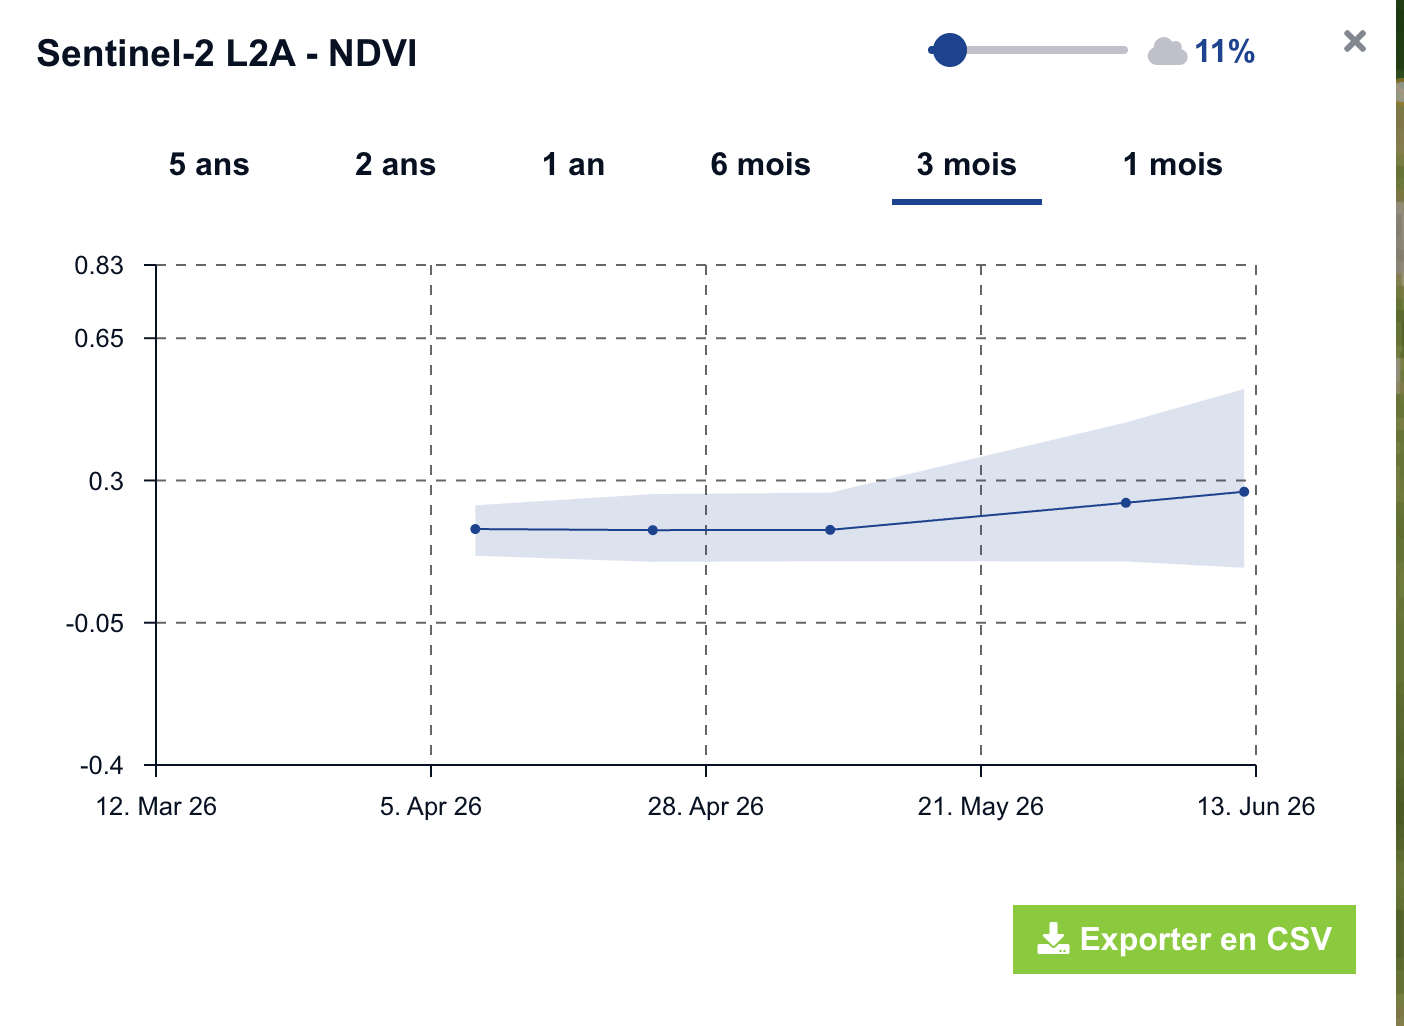 Sentinel-2 L2A - NDVI
11%
5 ans 2 ans 1 an 6 mois 3 mois 1 mois
0.83
0.65
0.3
-0.05
-0.4
12. Mar 26 5. Apr 26 28. Apr 26 21. May 26 13. Jun 26
Exporter en CSV